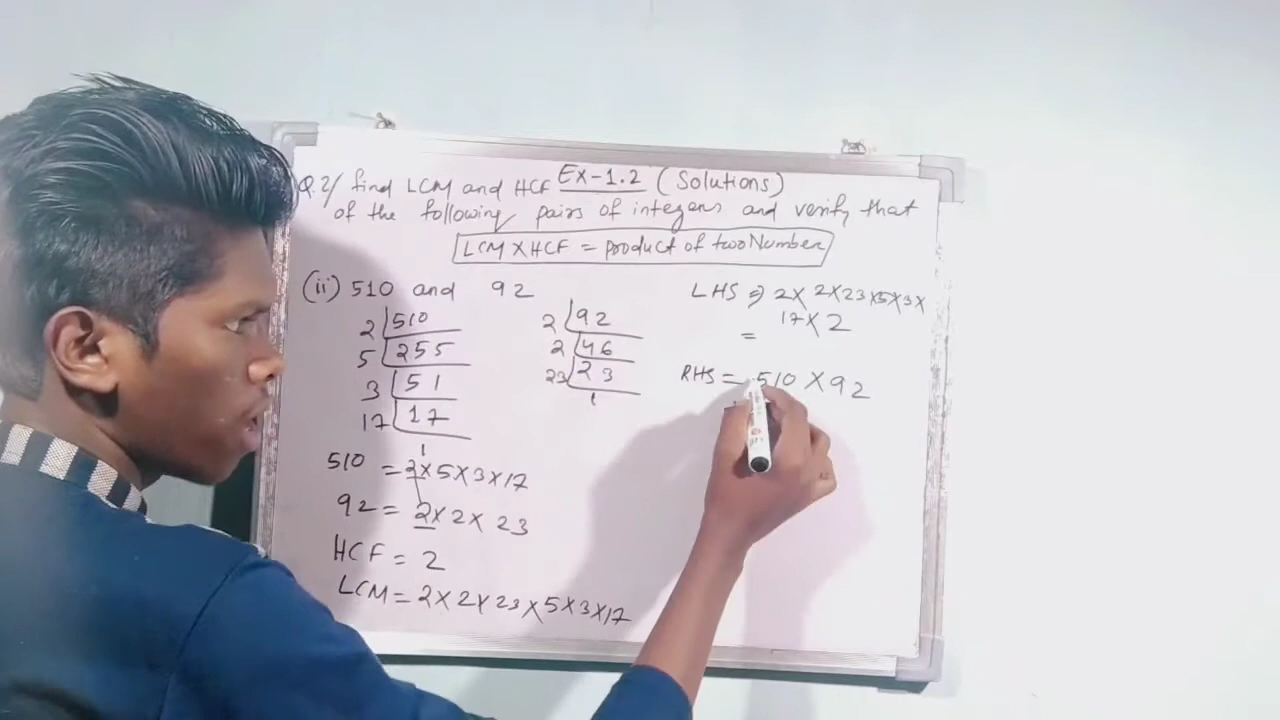 Q.2/ find LCM and HCF Ex-1.2 (Solutions)
of the following pairs of integers and verify that
LCM X HCF = product of two Number
(ii) 510 and 92
2 510
5 255
3 51
17 17
1
2 92
2 46
23 23
1
510 = 2X5X3X17
92 = 2X2X 23
HCF = 2
LCM = 2X2X23X5X3X17
LHS ⇒ 2X 2X23X5X3X
17X2
=
RHS = 510 X 92